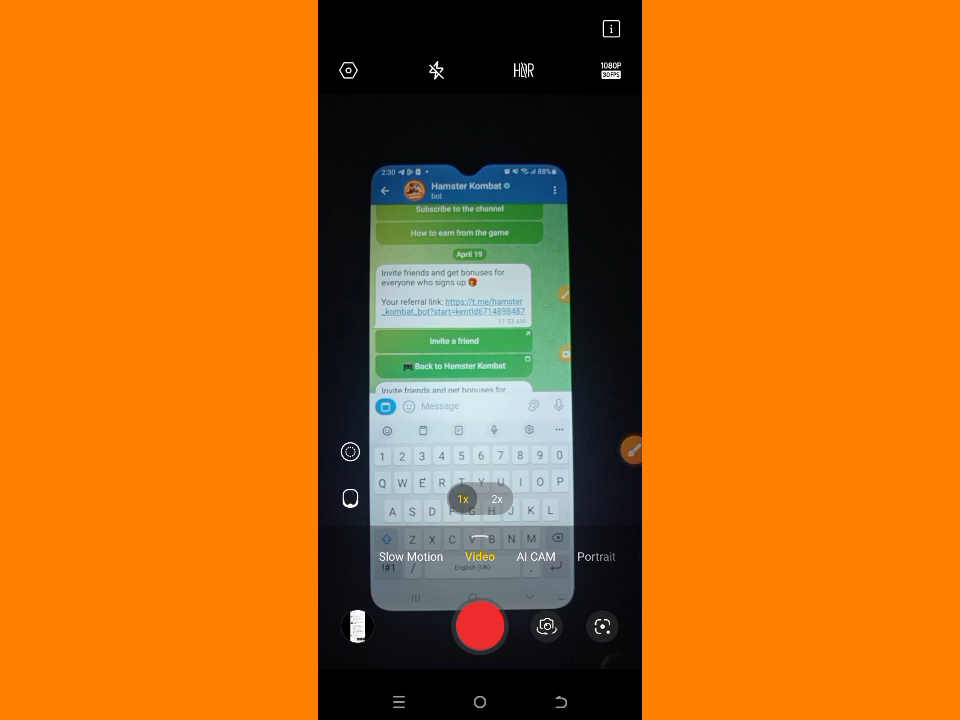 i
HDR
1080P
30FPS
2:30
88%
Hamster Kombat
bot
Subscribe to the channel
How to earn from the game
April 19
Invite friends and get bonuses for
everyone who signs up
Your referral link: https://t.me/hamster
_kombat_bot?start=kentId6714898487
11:53 AM
Invite a friend
Back to Hamster Kombat
Invite friends and get bonuses for
Message
1 2 3 4 5 6 7 8 9 0
Q W E R T Y U I O P
1x 2x
A S D F G H J K L
Z X C V B N M
Slow Motion Video AI CAM Portrait
!#1 / English (UK) .